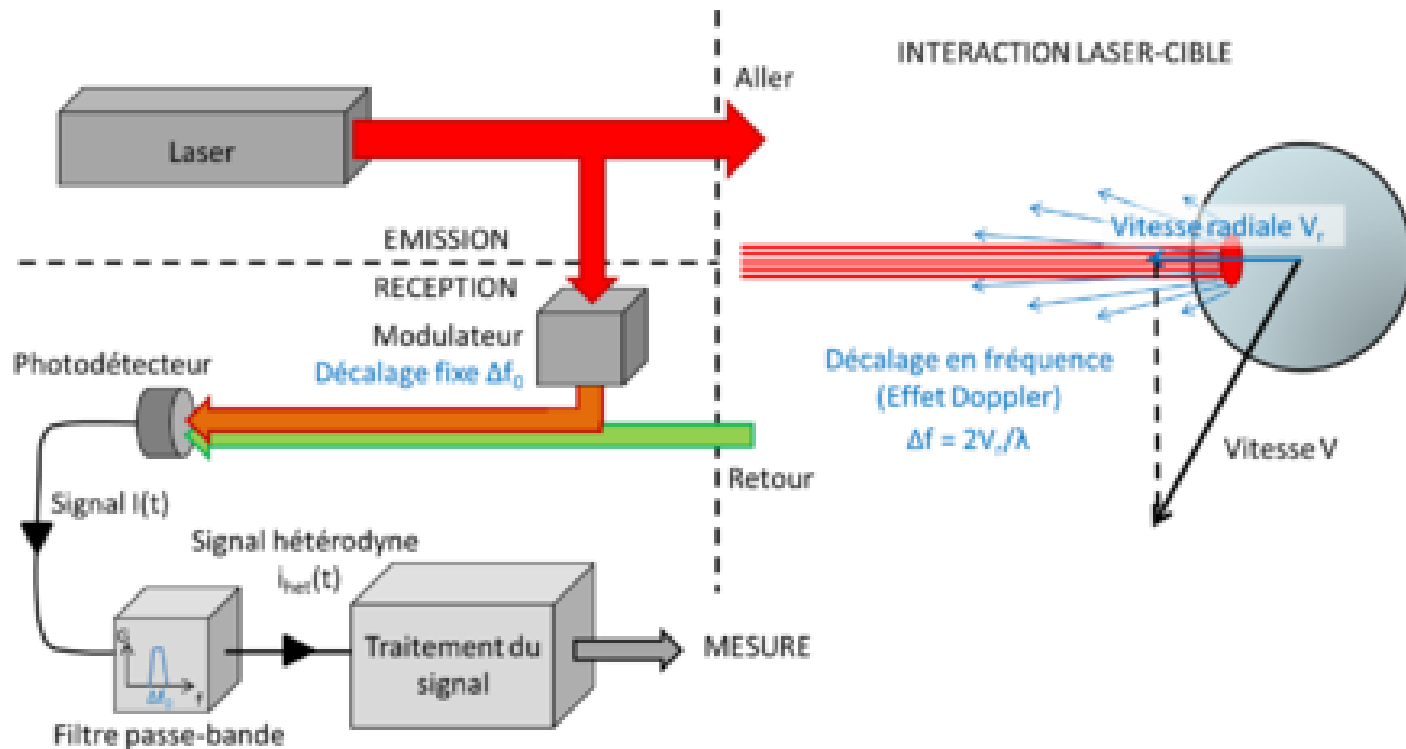 INTERACTION LASER-CIBLE
Aller
Laser
Vitesse radiale Vr
EMISSION
RECEPTION
Modulateur
Décalage fixe Δf0
Photodétecteur
Décalage en fréquence
(Effet Doppler)
Δf = 2Vr/λ
Vitesse V
Retour
Signal I(t)
Signal hétérodyne
ihet(t)
Traitement du
signal
MESURE
G
Δf0
f
Filtre passe-bande